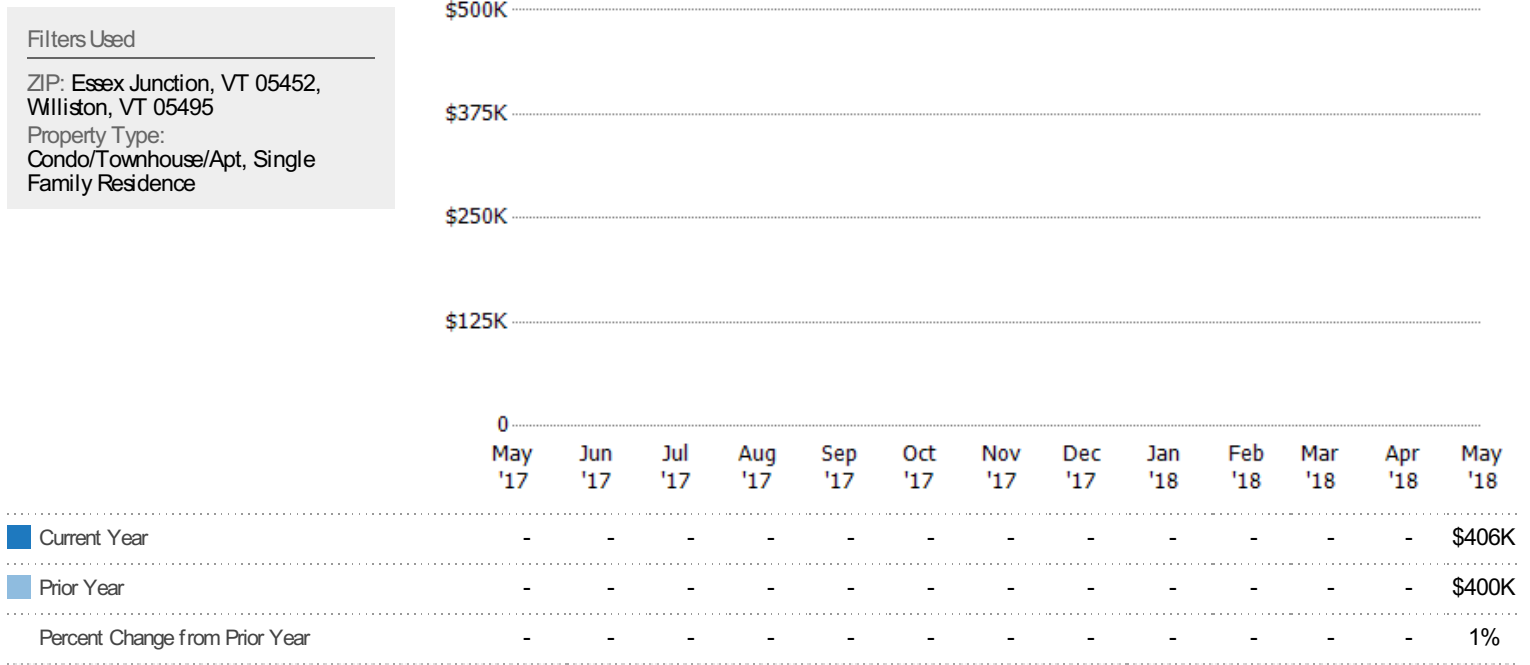 Filters Used
ZIP: Essex Junction, VT 05452,
Williston, VT 05495
Property Type:
Condo/Townhouse/Apt, Single
Family Residence
$500K
$375K
$250K
$125K
0
May Jun Jul Aug Sep Oct Nov Dec Jan Feb Mar Apr May
'17 '17 '17 '17 '17 '17 '17 '17 '18 '18 '18 '18 '18
Current Year - - - - - - - - - - - - $406K
Prior Year - - - - - - - - - - - - $400K
Percent Change from Prior Year - - - - - - - - - - - - 1%